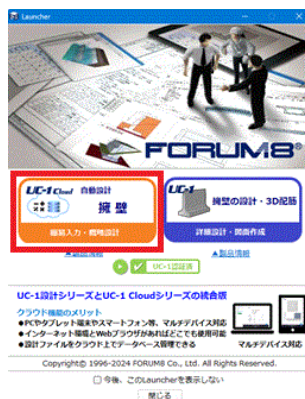 Launcher
FORUM8®
UC-1 Cloud 自動設計
擁壁
簡易入力・概略設計
UC-1
擁壁の設計・3D配筋
詳細設計・図面作成
▲製品情報
▲製品情報
UC-1認証済
UC-1設計シリーズとUC-1 Cloudシリーズの統合版
クラウド機能のメリット
●PCやタブレット端末やスマートフォン等、マルチデバイス対応
●インターネット環境とWebブラウザがあればどこでも使用可能
●設計ファイルをクラウド上でデータベース管理できる
マルチデバイス対応
Copyright© 1996-2024 FORUM8 Co., Ltd. All Rights Reserved.
今後、このLauncherを表示しない
閉じる